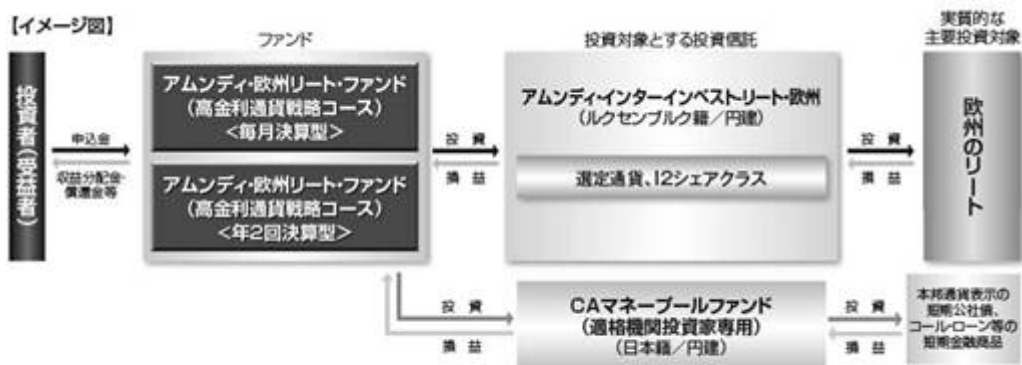 【イメージ図】
ファンド
投資対象とする投資信託
実質的な
主要投資対象
投資者(受益者)
申込金
収益分配金・
償還金等
アムンディ・欧州リート・ファンド
(高金利通貨戦略コース)
<毎月決算型>
アムンディ・欧州リート・ファンド
(高金利通貨戦略コース)
<年2回決算型>
投資
損益
アムンディ・インターインベスト-リート・欧州
(ルクセンブルク籍/円建)
選定通貨、I2シェアクラス
投資
損益
欧州のリート
投資
損益
CAマネープールファンド
(適格機関投資家専用)
(日本籍/円建)
投資
損益
本邦通貨表示の
短期公社債、
コール・ローン等の
短期金融商品